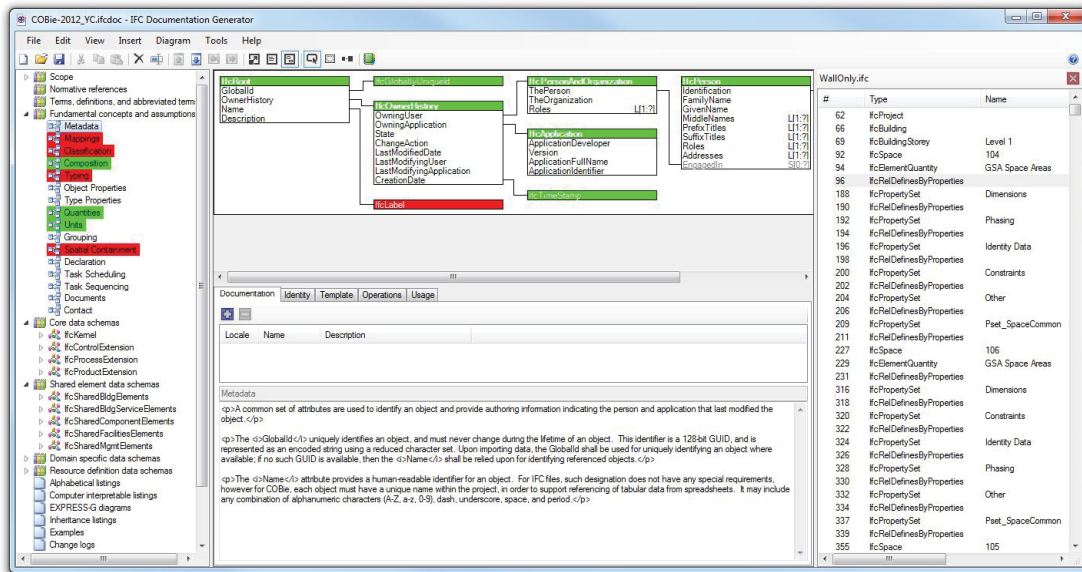 COBie-2012_YC.ifcdoc - IFC Documentation Generator
File Edit View Insert Diagram Tools Help
Scope
Normative references
Terms, definitions, and abbreviated term
Fundamental concepts and assumptions
Metadata
Mappings
Classification
Composition
Typing
Object Properties
Type Properties
Quantities
Units
Grouping
Spatial Containment
Declaration
Task Scheduling
Task Sequencing
Documents
Contact
Core data schemas
IfcKernel
IfcControlExtension
IfcProcessExtension
IfcProductExtension
Shared element data schemas
IfcSharedBldgElements
IfcSharedBldgServiceElements
IfcSharedComponentElements
IfcSharedFacilitiesElements
IfcSharedMgmtElements
Domain specific data schemas
Resource definition data schemas
Alphabetical listings
Computer interpretable listings
EXPRESS-G diagrams
Inheritance listings
Examples
Change logs
IfcRoot
GlobalId
OwnerHistory
Name
Description
IfcGloballyUniqueId
IfcOwnerHistory
OwningUser
OwningApplication
State
ChangeAction
LastModifiedDate
LastModifyingUser
LastModifyingApplication
CreationDate
IfcLabel
IfcPersonAndOrganization
ThePerson
TheOrganization
Roles L[1:?]
IfcApplication
ApplicationDeveloper
Version
ApplicationFullName
ApplicationIdentifier
IfcTimeStamp
IfcPerson
Identification
FamilyName
GivenName
MiddleNames L[1:?]
PrefixTitles L[1:?]
SuffixTitles L[1:?]
Roles L[1:?]
Addresses L[1:?]
EngagedIn S[0:?]
Documentation Identity Template Operations Usage
Locale Name Description
Metadata
<p>A common set of attributes are used to identify an object and provide authoring information indicating the person and application that last modified the
object.</p>
<p>The <i>GlobalId</i> uniquely identifies an object, and must never change during the lifetime of an object. This identifier is a 128-bit GUID, and is
represented as an encoded string using a reduced character set. Upon importing data, the GlobalId shall be used for uniquely identifying an object where
available; if no such GUID is available, then the <i>Name</i> shall be relied upon for identifying referenced objects.</p>
<p>The <i>Name</i> attribute provides a human-readable identifier for an object. For IFC files, such designation does not have any special requirements,
however for COBie, each object must have a unique name within the project, in order to support referencing of tabular data from spreadsheets. It may include
any combination of alphanumeric characters (A-Z, a-z, 0-9), dash, underscore, space, and period.</p>
WallOnly.ifc
# Type Name
62 IfcProject
66 IfcBuilding
69 IfcBuildingStorey Level 1
92 IfcSpace 104
94 IfcElementQuantity GSA Space Areas
96 IfcRelDefinesByProperties
188 IfcPropertySet Dimensions
190 IfcRelDefinesByProperties
192 IfcPropertySet Phasing
194 IfcRelDefinesByProperties
196 IfcPropertySet Identity Data
198 IfcRelDefinesByProperties
200 IfcPropertySet Constraints
202 IfcRelDefinesByProperties
204 IfcPropertySet Other
206 IfcRelDefinesByProperties
209 IfcPropertySet Pset_SpaceCommon
211 IfcRelDefinesByProperties
227 IfcSpace 106
229 IfcElementQuantity GSA Space Areas
231 IfcRelDefinesByProperties
316 IfcPropertySet Dimensions
318 IfcRelDefinesByProperties
320 IfcPropertySet Constraints
322 IfcRelDefinesByProperties
324 IfcPropertySet Identity Data
326 IfcRelDefinesByProperties
328 IfcPropertySet Phasing
330 IfcRelDefinesByProperties
332 IfcPropertySet Other
334 IfcRelDefinesByProperties
337 IfcPropertySet Pset_SpaceCommon
339 IfcRelDefinesByProperties
355 IfcSpace 105